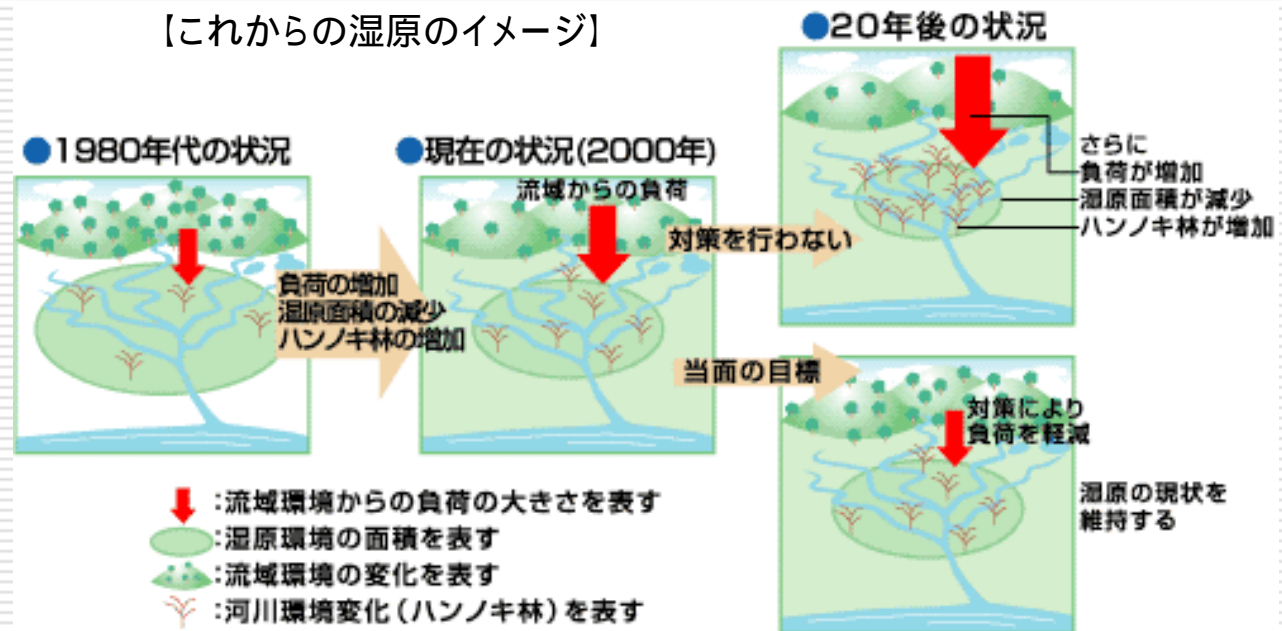 【これからの湿原のイメージ】
●1980年代の状況
負荷の増加
湿原面積の減少
ハンノキ林の増加
●現在の状況(2000年)
流域からの負荷
対策を行わない
●20年後の状況
さらに
負荷が増加
湿原面積が減少
ハンノキ林が増加
当面の目標
対策により
負荷を軽減
湿原の現状を
維持する
:流域環境からの負荷の大きさを表す
:湿原環境の面積を表す
:流域環境の変化を表す
:河川環境変化(ハンノキ林)を表す